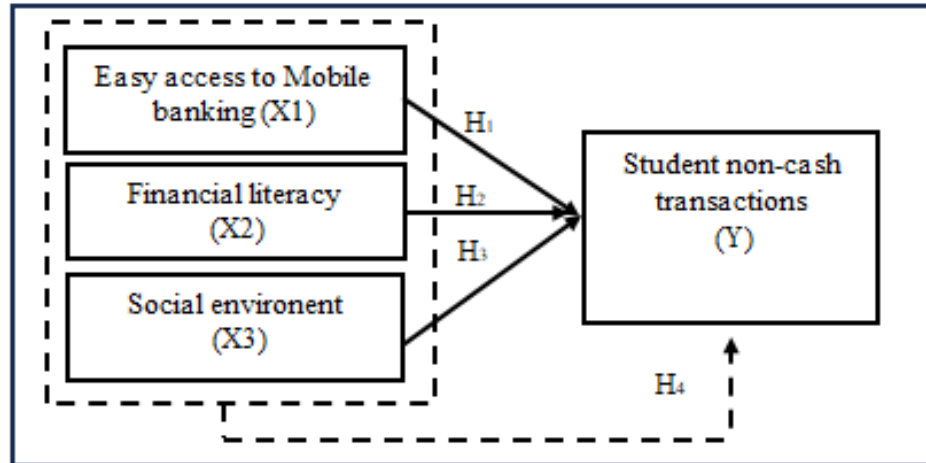 Easy access to Mobile
banking (X1)
H1
Financial literacy
(X2)
H2
Social environent
(X3)
H3
Student non-cash
transactions
(Y)
H4